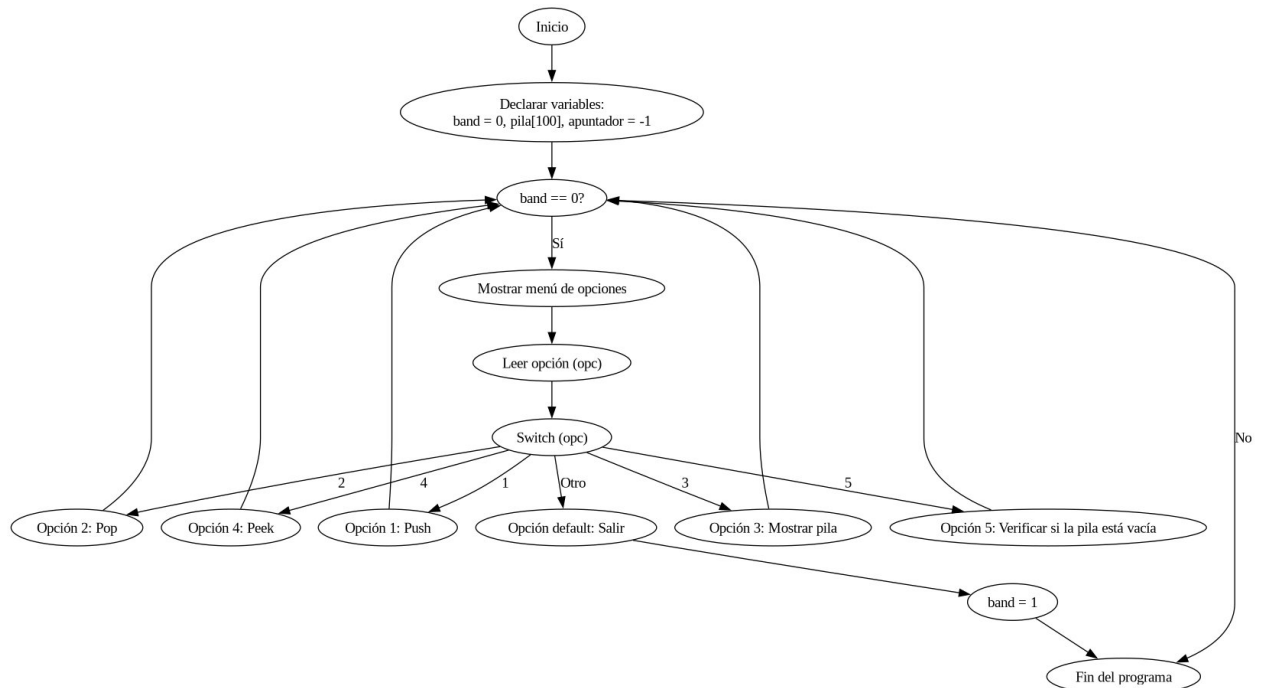 Inicio
Declarar variables:
band = 0, pila[100], apuntador = -1
band == 0?
Sí
Mostrar menú de opciones
Leer opción (opc)
Switch (opc)
No
2
4
1
Otro
3
5
Opción 2: Pop
Opción 4: Peek
Opción 1: Push
Opción default: Salir
Opción 3: Mostrar pila
Opción 5: Verificar si la pila está vacía
band = 1
Fin del programa